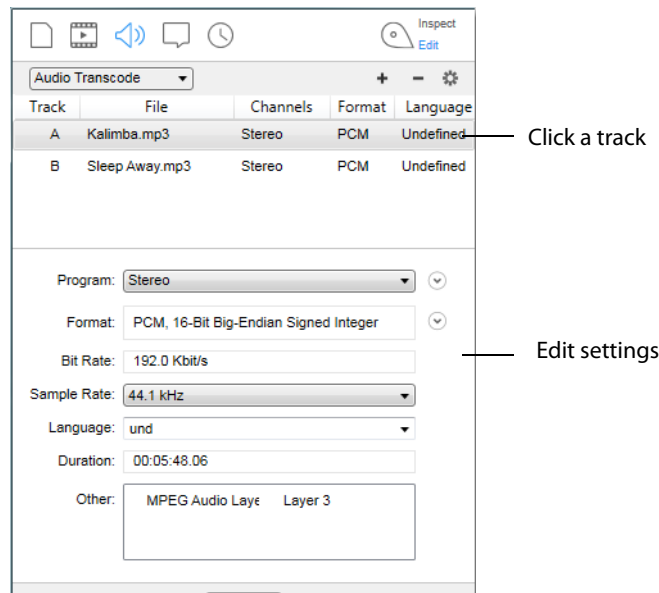 Inspect
Edit
Audio Transcode
Track File Channels Format Language
A Kalimba.mp3 Stereo PCM Undefined
Click a track
B Sleep Away.mp3 Stereo PCM Undefined
Program: Stereo
Format: PCM, 16-Bit Big-Endian Signed Integer
Edit settings
Bit Rate: 192.0 Kbit/s
Sample Rate: 44.1 kHz
Language: und
Duration: 00:05:48.06
Other: MPEG Audio Laye Layer 3